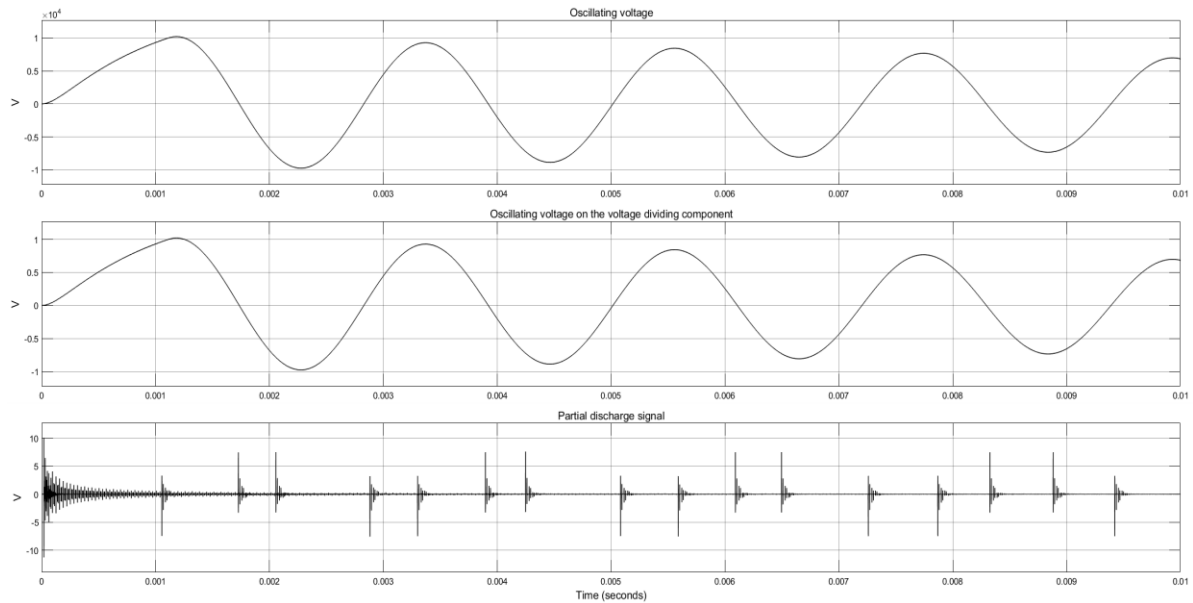 Oscillating voltage
×10⁴
1
0.5
0
-0.5
-1
V
0 0.001 0.002 0.003 0.004 0.005 0.006 0.007 0.008 0.009 0.01
Oscillating voltage on the voltage dividing component
1
0.5
0
-0.5
-1
V
0 0.001 0.002 0.003 0.004 0.005 0.006 0.007 0.008 0.009 0.01
Partial discharge signal
10
5
0
-5
-10
V
0 0.001 0.002 0.003 0.004 0.005 0.006 0.007 0.008 0.009 0.01
Time (seconds)